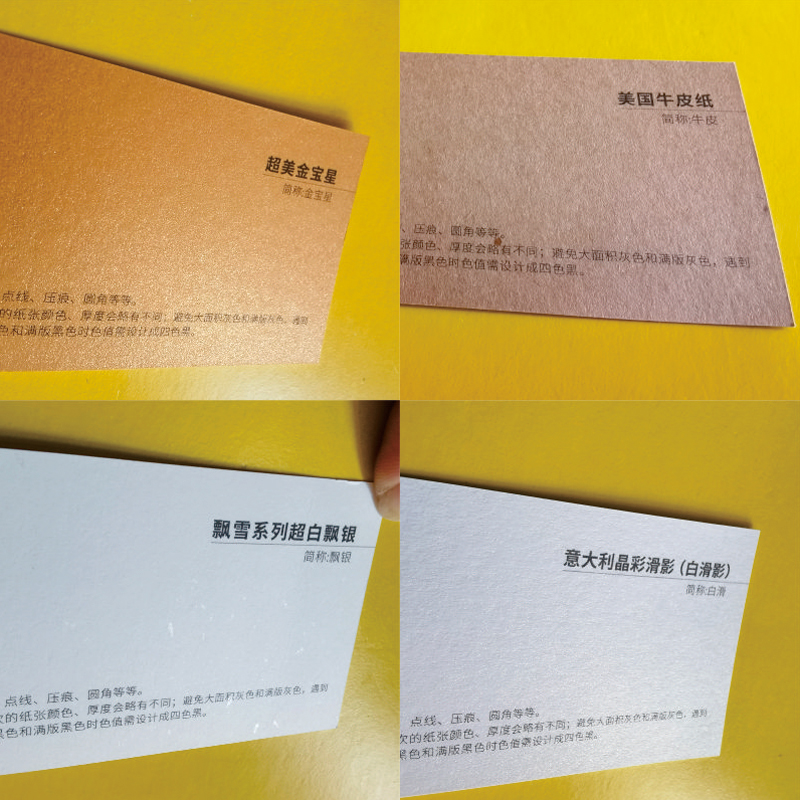 超美金宝星
简称:金宝星
点线、压痕、圆角等等。
的纸张颜色、厚度会略有不同；避免大面积灰色和满版灰色，遇到
色和满版黑色时色值需设计成四色黑。
美国牛皮纸
简称:牛皮
、压痕、圆角等等。
张颜色、厚度会略有不同；避免大面积灰色和满版灰色，遇到
满版黑色时色值需设计成四色黑。
飘雪系列超白飘银
简称:飘银
点线、压痕、圆角等等。
次的纸张颜色、厚度会略有不同；避免大面积灰色和满版灰色，遇到
黑色和满版黑色时色值需设计成四色黑。
意大利晶彩滑影（白滑影）
简称:白滑
点线、压痕、圆角等等。
次的纸张颜色、厚度会略有不同；避免大面积灰色和满版灰色，遇到
黑色和满版黑色时色值需设计成四色黑。